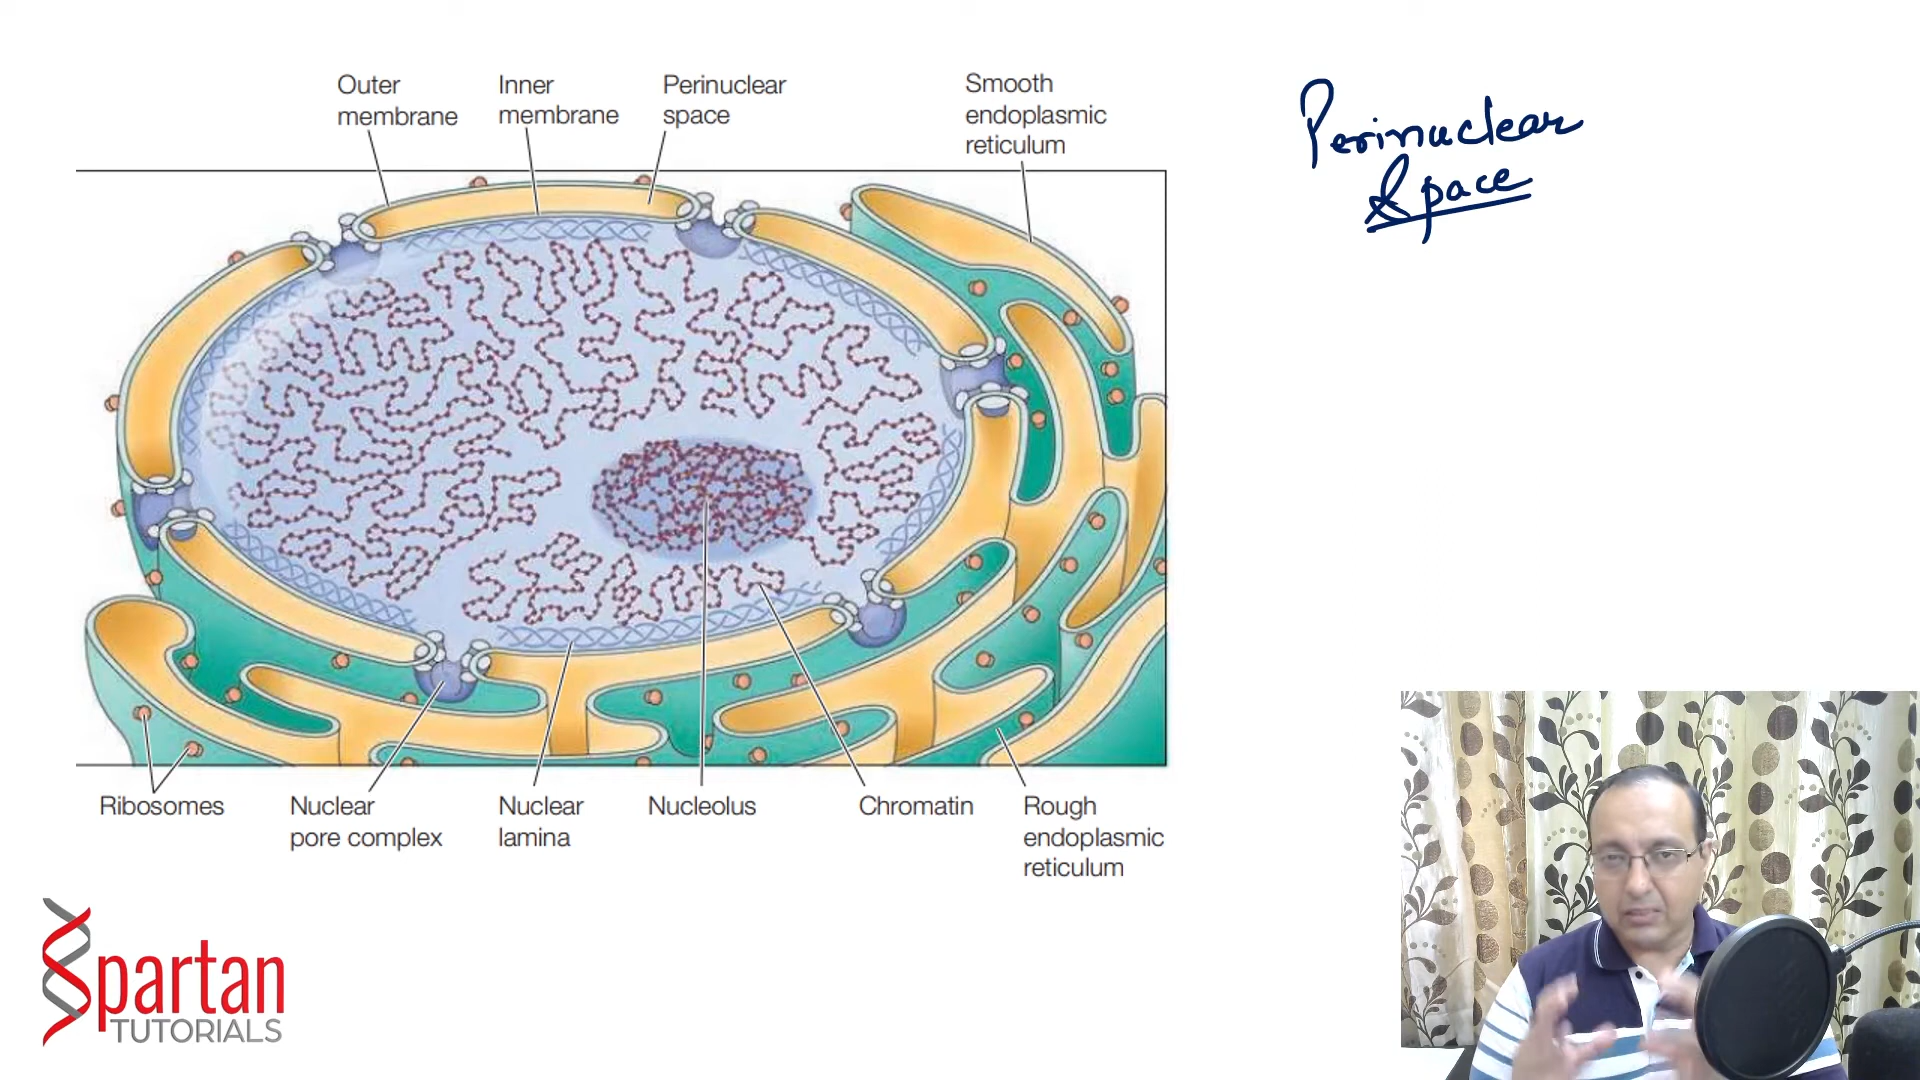 Outer
membrane
Inner
membrane
Perinuclear
space
Smooth
endoplasmic
reticulum
Perinuclear
Space
Ribosomes
Nuclear
pore complex
Nuclear
lamina
Nucleolus
Chromatin
Rough
endoplasmic
reticulum
Spartan
TUTORIALS